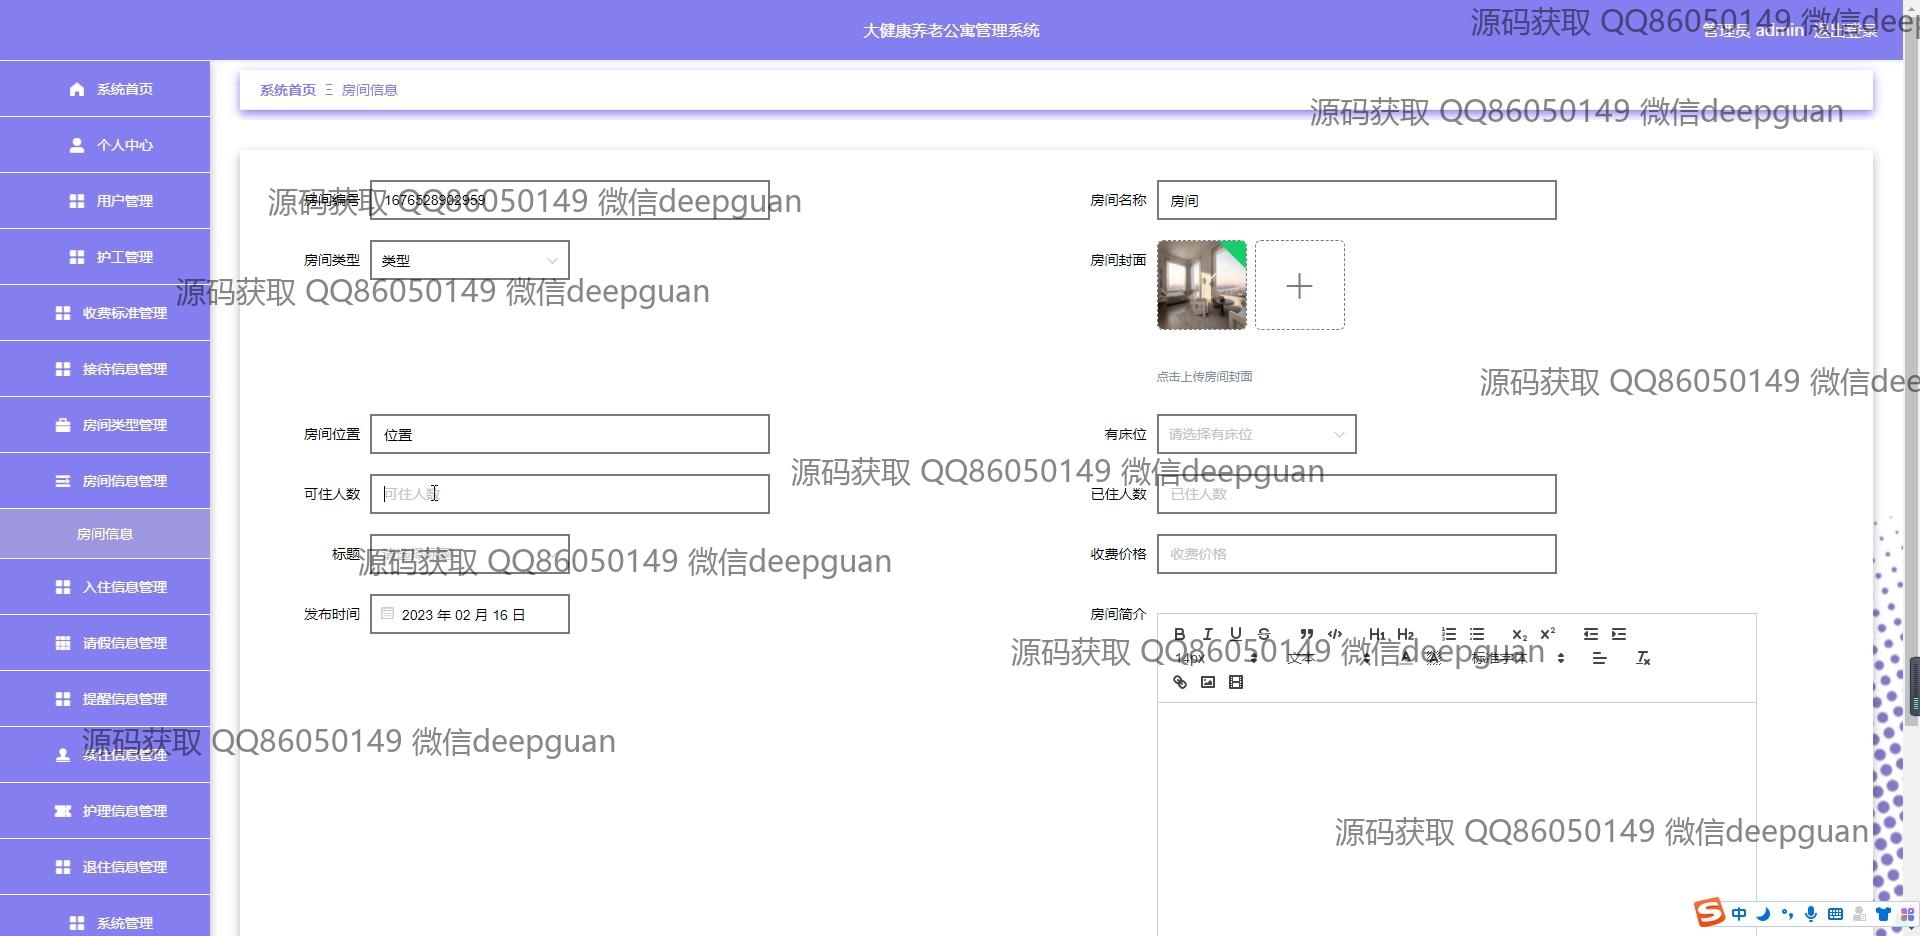 大健康养老公寓管理系统
管理员 admin 退出登录
源码获取 QQ86050149 微信deep
系统首页
个人中心
用户管理
护工管理
收费标准管理
接待信息管理
房间类型管理
房间信息管理
房间信息
入住信息管理
请假信息管理
提醒信息管理
续住信息管理
护理信息管理
退住信息管理
系统管理
系统首页 Ξ 房间信息
源码获取 QQ86050149 微信deepguan
房间编号 1676528902959
房间名称 房间
源码获取 QQ86050149 微信deepguan
房间类型 类型
房间封面
源码获取 QQ86050149 微信deepguan
点击上传房间封面
源码获取 QQ86050149 微信dee
房间位置 位置
有床位 请选择有床位
源码获取 QQ86050149 微信deepguan
可住人数 可住人数
已住人数 已住人数
标题
收费价格 收费价格
源码获取 QQ86050149 微信deepguan
发布时间 2023 年 02 月 16 日
房间简介
B I U S H1 H2 X2 X2
14px 文本 A 标准字体 Tx
源码获取 QQ86050149 微信deepguan
源码获取 QQ86050149 微信deepguan
源码获取 QQ86050149 微信deepguan
S 中